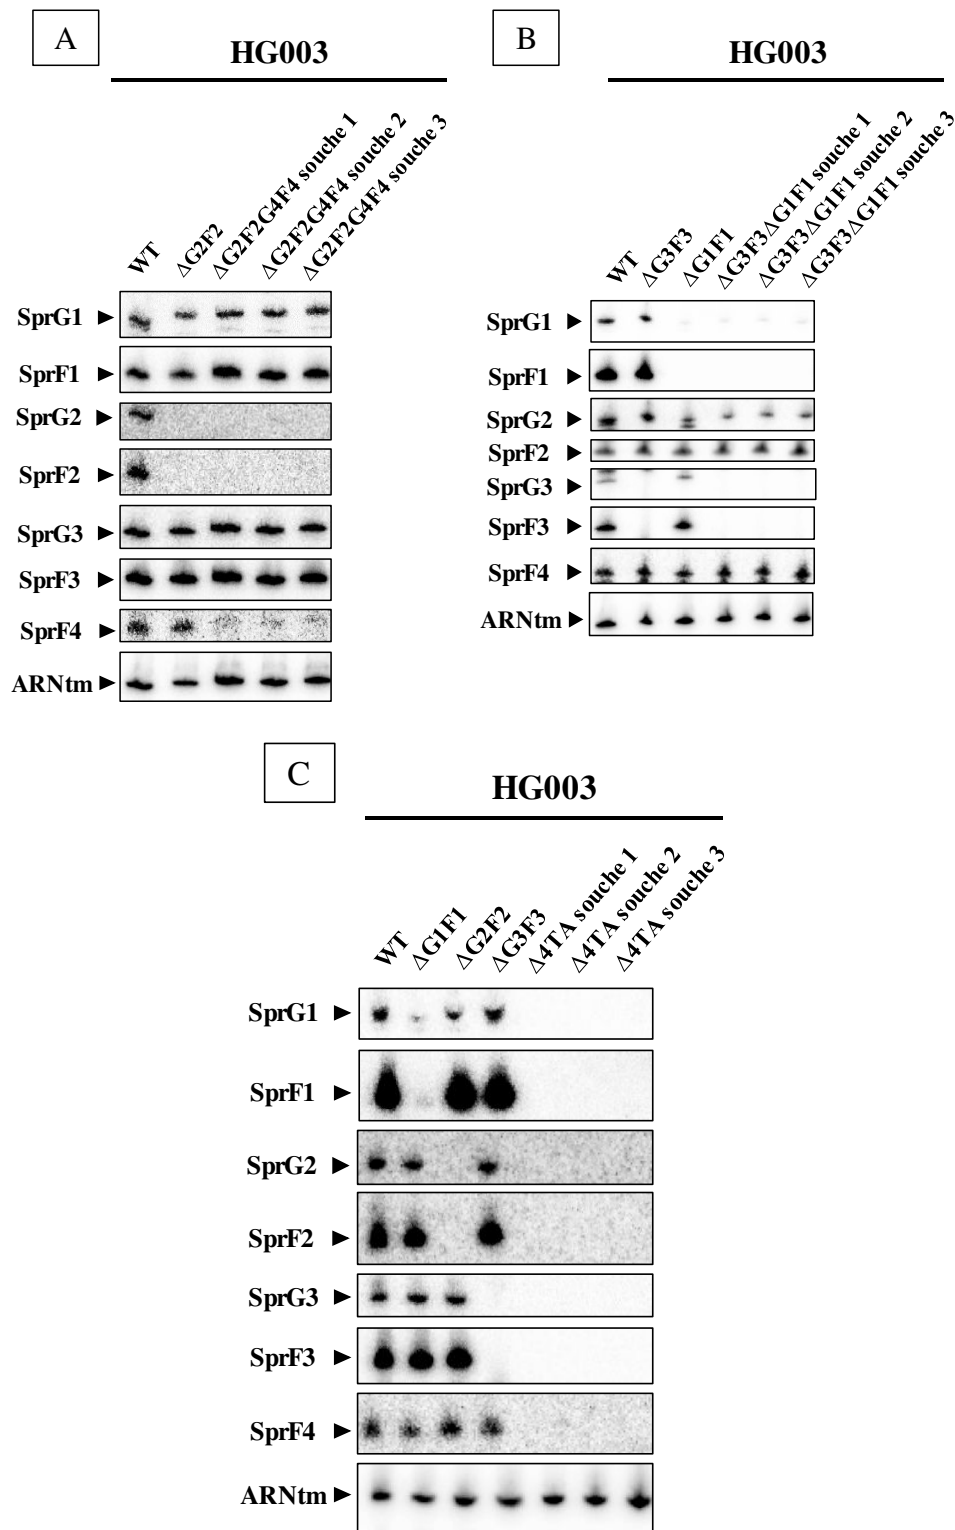 A
HG003
WT
ΔG2F2
ΔG2F2G4F4 souche 1
ΔG2F2G4F4 souche 2
ΔG2F2G4F4 souche 3
SprG1
SprF1
SprG2
SprF2
SprG3
SprF3
SprF4
ARNtm
B
HG003
WT
ΔG3F3
ΔG1F1
ΔG3F3ΔG1F1 souche 1
ΔG3F3ΔG1F1 souche 2
ΔG3F3ΔG1F1 souche 3
SprG1
SprF1
SprG2
SprF2
SprG3
SprF3
SprF4
ARNtm
C
HG003
WT
ΔG1F1
ΔG2F2
ΔG3F3
Δ4TA souche 1
Δ4TA souche 2
Δ4TA souche 3
SprG1
SprF1
SprG2
SprF2
SprG3
SprF3
SprF4
ARNtm